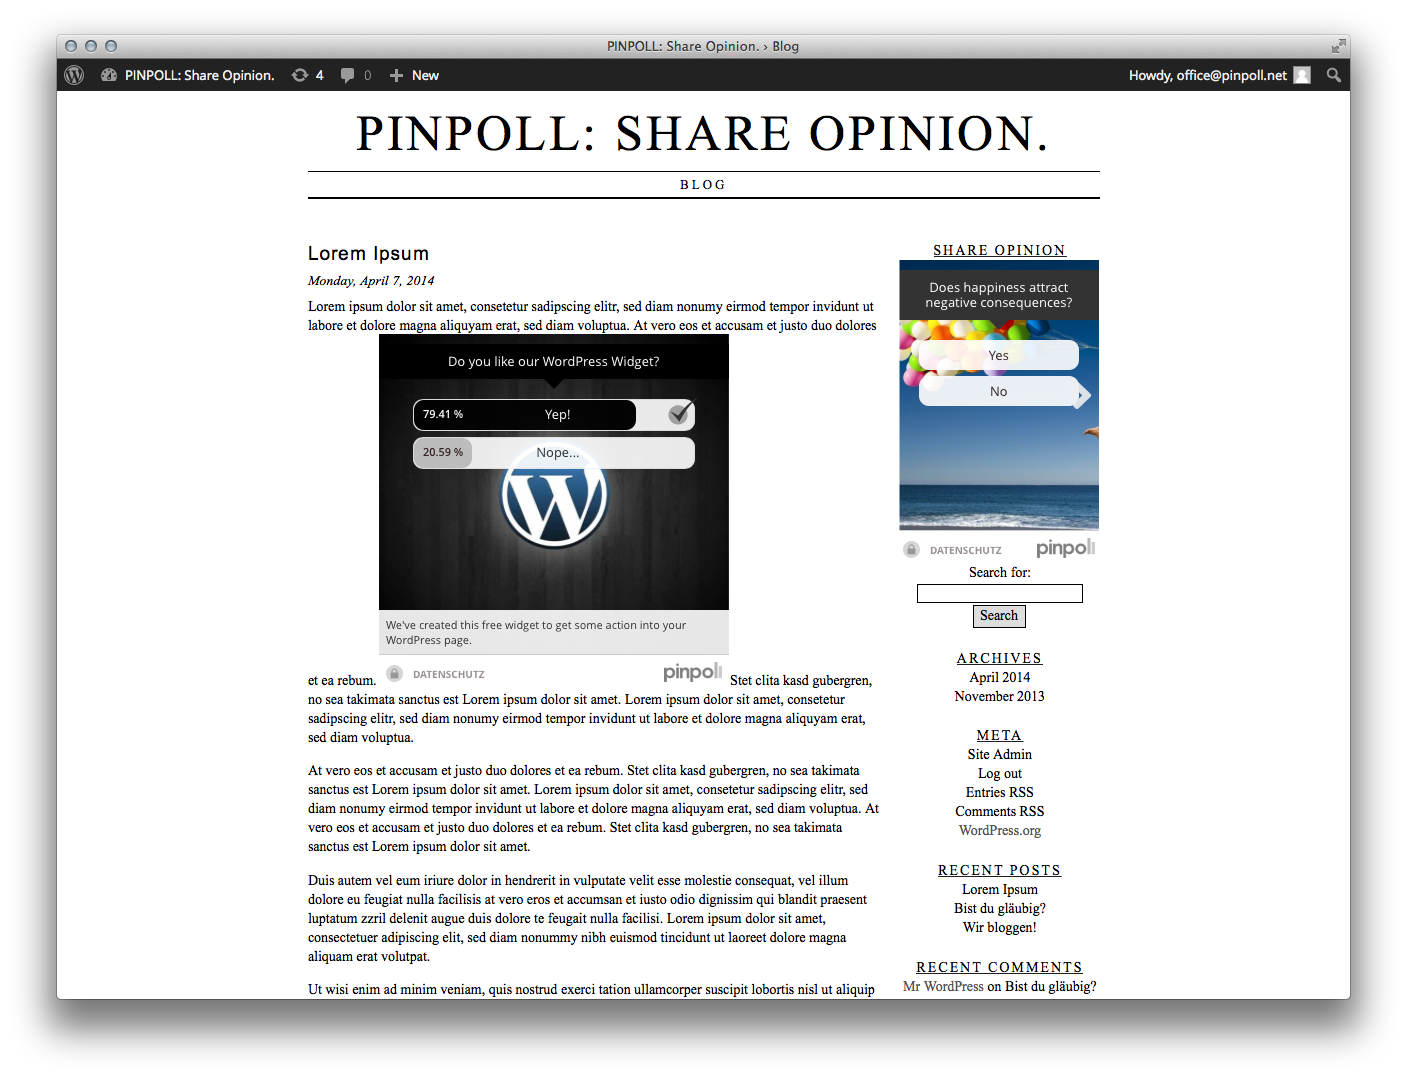 PINPOLL: Share Opinion. › Blog
PINPOLL: Share Opinion. 4 0 New
Howdy, office@pinpoll.net
PINPOLL: SHARE OPINION.
BLOG
Lorem Ipsum
Monday, April 7, 2014
Lorem ipsum dolor sit amet, consetetur sadipscing elitr, sed diam nonumy eirmod tempor invidunt ut
labore et dolore magna aliquyam erat, sed diam voluptua. At vero eos et accusam et justo duo dolores
Do you like our WordPress Widget?
79.41 % Yep!
20.59 % Nope...
We've created this free widget to get some action into your
WordPress page.
DATENSCHUTZ pinpoll
et ea rebum. Stet clita kasd gubergren,
no sea takimata sanctus est Lorem ipsum dolor sit amet. Lorem ipsum dolor sit amet, consetetur
sadipscing elitr, sed diam nonumy eirmod tempor invidunt ut labore et dolore magna aliquyam erat,
sed diam voluptua.
At vero eos et accusam et justo duo dolores et ea rebum. Stet clita kasd gubergren, no sea takimata
sanctus est Lorem ipsum dolor sit amet. Lorem ipsum dolor sit amet, consetetur sadipscing elitr, sed
diam nonumy eirmod tempor invidunt ut labore et dolore magna aliquyam erat, sed diam voluptua. At
vero eos et accusam et justo duo dolores et ea rebum. Stet clita kasd gubergren, no sea takimata
sanctus est Lorem ipsum dolor sit amet.
Duis autem vel eum iriure dolor in hendrerit in vulputate velit esse molestie consequat, vel illum
dolore eu feugiat nulla facilisis at vero eros et accumsan et iusto odio dignissim qui blandit praesent
luptatum zzril delenit augue duis dolore te feugait nulla facilisi. Lorem ipsum dolor sit amet,
consectetuer adipiscing elit, sed diam nonummy nibh euismod tincidunt ut laoreet dolore magna
aliquam erat volutpat.
Ut wisi enim ad minim veniam, quis nostrud exerci tation ullamcorper suscipit lobortis nisl ut aliquip
SHARE OPINION
Does happiness attract
negative consequences?
Yes
No
DATENSCHUTZ pinpoll
Search for:
Search
ARCHIVES
April 2014
November 2013
META
Site Admin
Log out
Entries RSS
Comments RSS
WordPress.org
RECENT POSTS
Lorem Ipsum
Bist du gläubig?
Wir bloggen!
RECENT COMMENTS
Mr WordPress on Bist du gläubig?